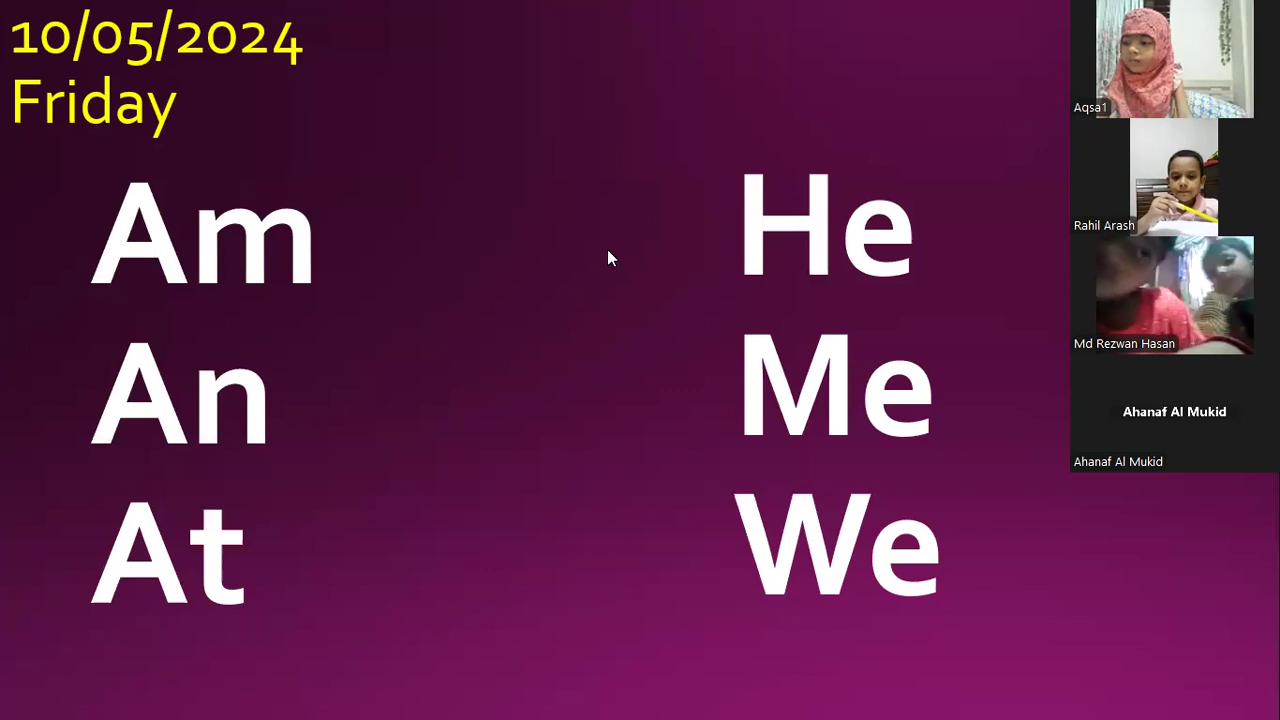 10/05/2024
Friday
Am
An
At
He
Me
We
Aqsa1
Rahil Arash
Md Rezwan Hasan
Ahanaf Al Mukid
Ahanaf Al Mukid